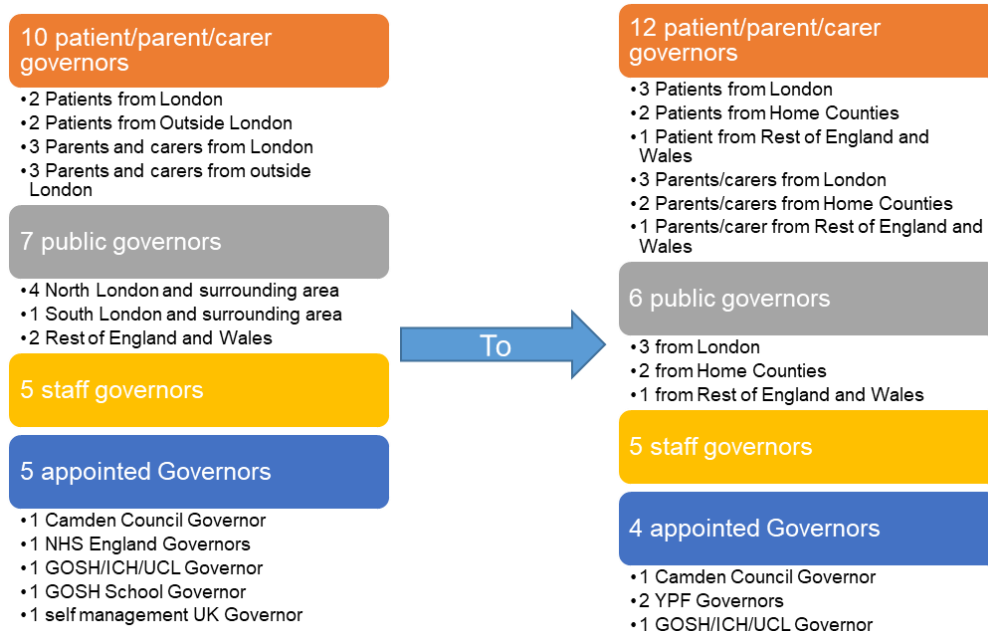 10 patient/parent/carer
governors
•2 Patients from London
•2 Patients from Outside London
•3 Parents and carers from London
•3 Parents and carers from outside
London
7 public governors
•4 North London and surrounding area
•1 South London and surrounding area
•2 Rest of England and Wales
5 staff governors
5 appointed Governors
•1 Camden Council Governor
•1 NHS England Governors
•1 GOSH/ICH/UCL Governor
•1 GOSH School Governor
•1 self management UK Governor
To
12 patient/parent/carer
governors
•3 Patients from London
•2 Patients from Home Counties
•1 Patient from Rest of England and
Wales
•3 Parents/carers from London
•2 Parents/carers from Home Counties
•1 Parents/carer from Rest of England and
Wales
6 public governors
•3 from London
•2 from Home Counties
•1 from Rest of England and Wales
5 staff governors
4 appointed Governors
•1 Camden Council Governor
•2 YPF Governors
•1 GOSH/ICH/UCL Governor